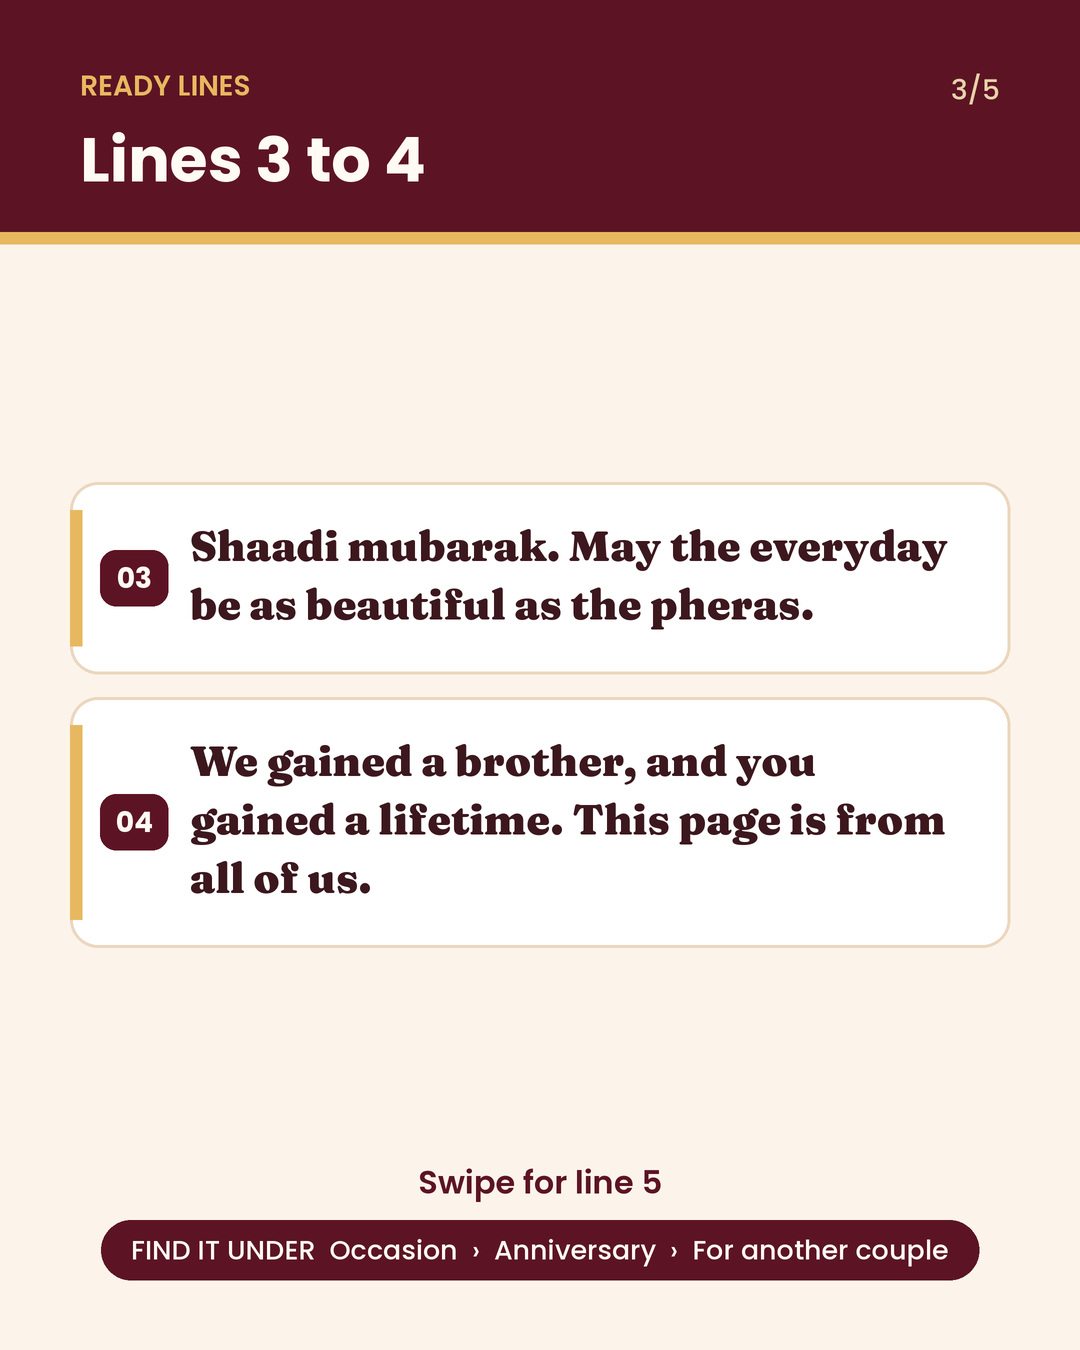 READY LINES
3/5
Lines 3 to 4
03
Shaadi mubarak. May the everyday
be as beautiful as the pheras.
04
We gained a brother, and you
gained a lifetime. This page is from
all of us.
Swipe for line 5
FIND IT UNDER Occasion › Anniversary › For another couple